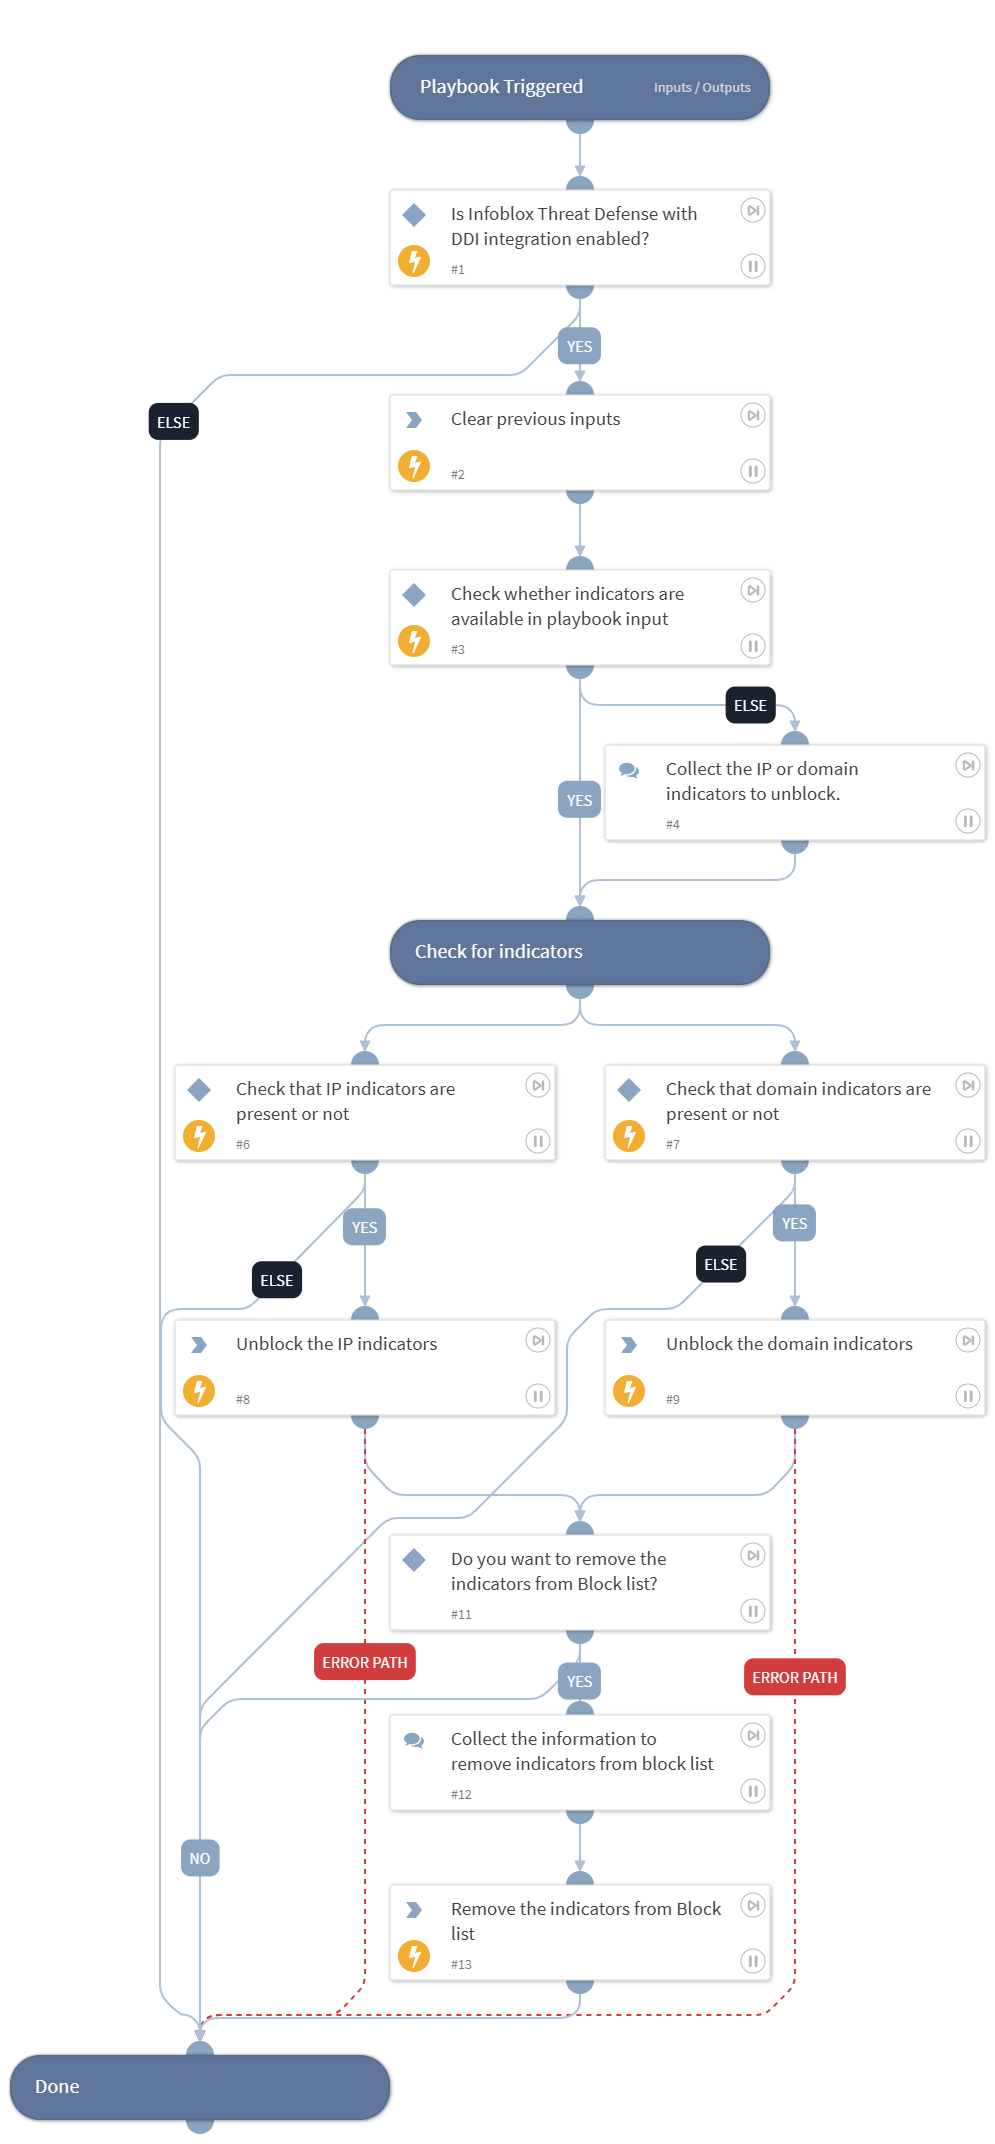 Playbook Triggered
Inputs / Outputs
Is Infoblox Threat Defense with
DDI integration enabled?
#1
YES
ELSE
Clear previous inputs
#2
Check whether indicators are
available in playbook input
#3
ELSE
YES
Collect the IP or domain
indicators to unblock.
#4
Check for indicators
Check that IP indicators are
present or not
#6
Check that domain indicators are
present or not
#7
YES
YES
ELSE
ELSE
Unblock the IP indicators
#8
Unblock the domain indicators
#9
Do you want to remove the
indicators from Block list?
#11
ERROR PATH
YES
ERROR PATH
Collect the information to
remove indicators from block list
#12
NO
Remove the indicators from Block
list
#13
Done